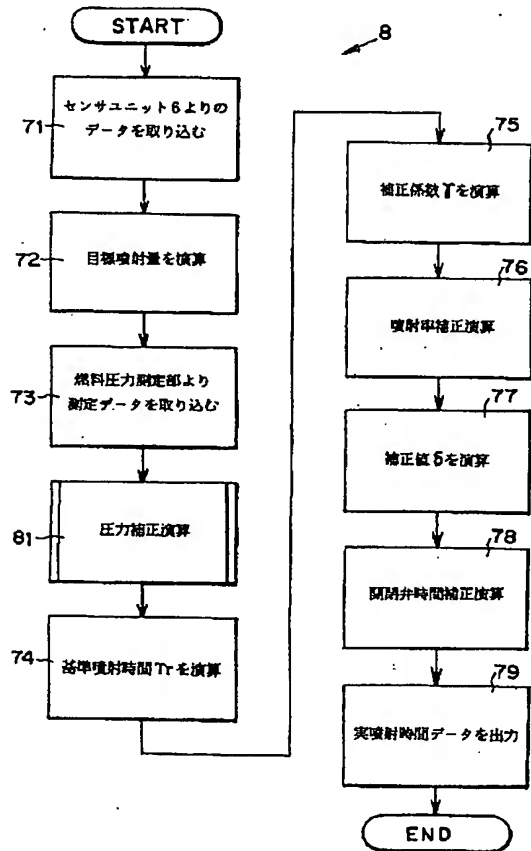 START
8
71
センサユニット6よりの
データを取り込む
72
目標噴射量を演算
73
燃料圧力測定部より
測定データを取り込む
81
圧力補正演算
74
基準噴射時間Trを演算
75
補正係数γを演算
76
噴射率補正演算
77
補正値δを演算
78
開閉弁時間補正演算
79
実噴射時間データを出力
END